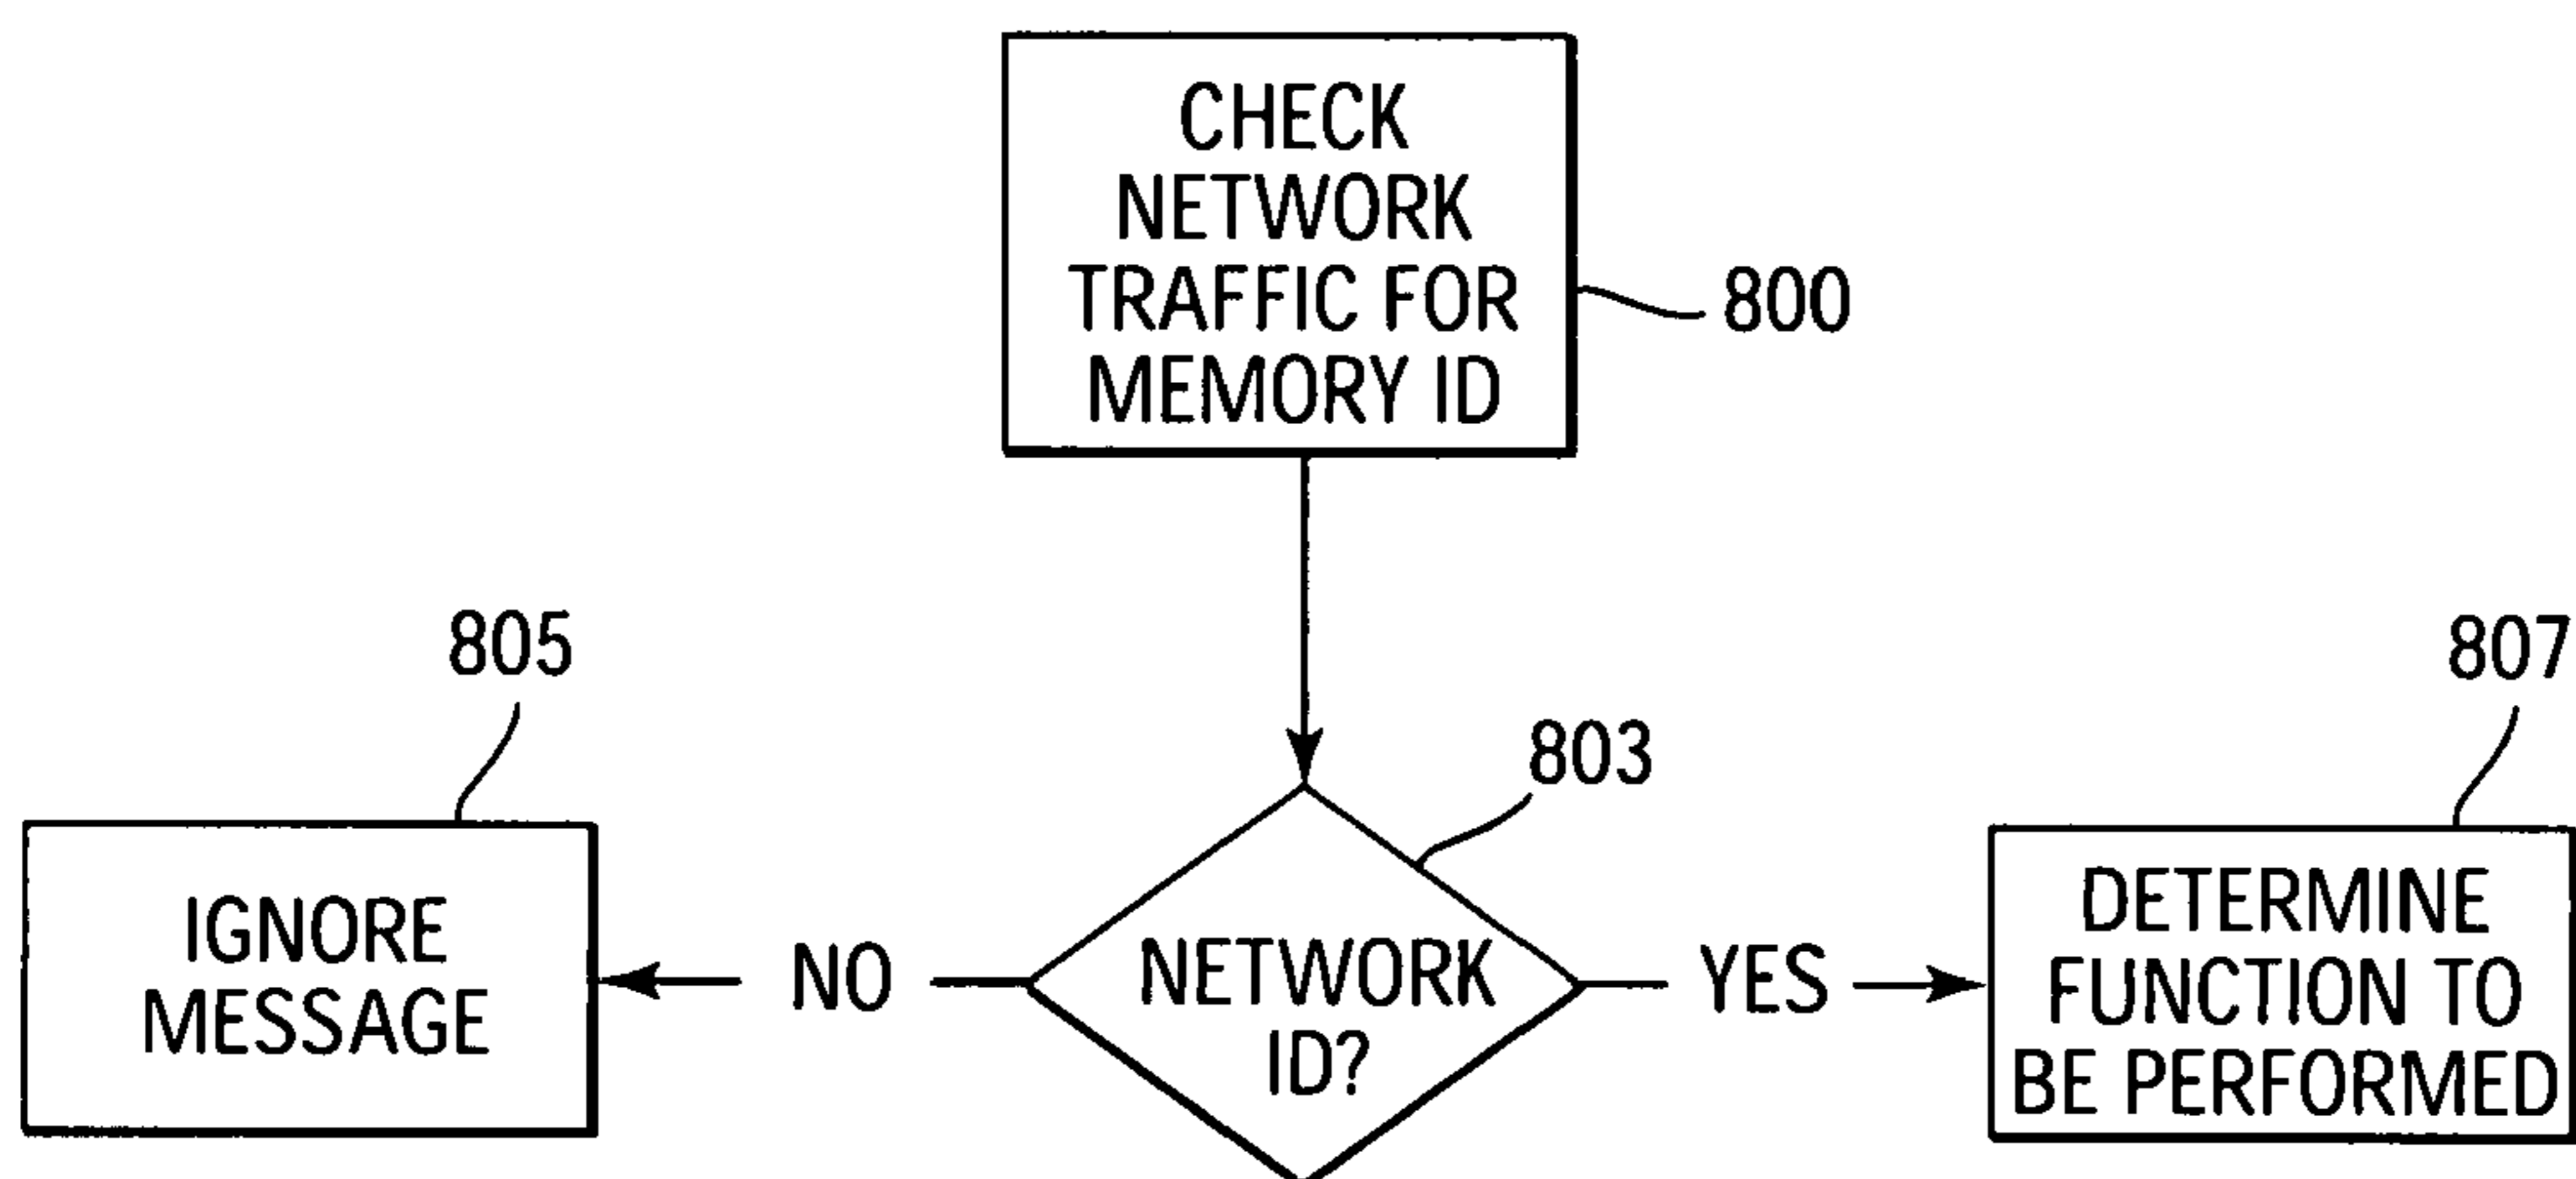 CHECK
NETWORK
TRAFFIC FOR
MEMORY ID
800
805
807
803
IGNORE
MESSAGE
NO
NETWORK
ID?
YES
DETERMINE
FUNCTION TO
BE PERFORMED